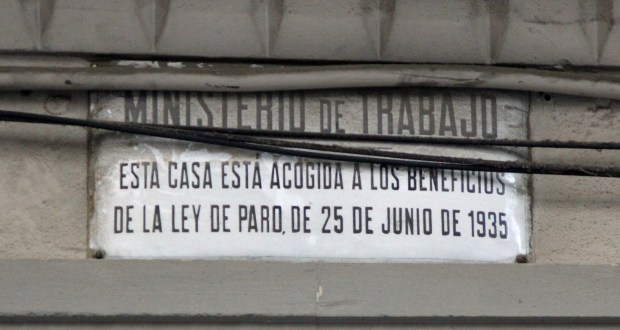 MINISTERIO DE TRABAJO
ESTA CASA ESTÁ ACOGIDA A LOS BENEFICIOS
DE LA LEY DE PARO, DE 25 DE JUNIO DE 1935